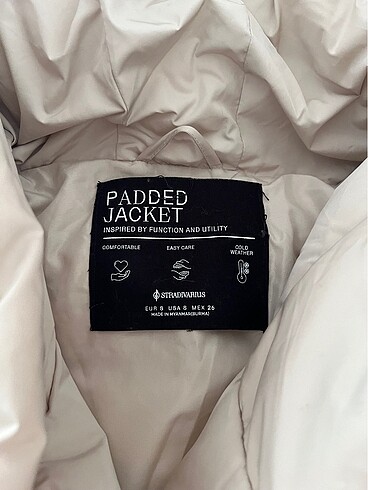 PADDED
JACKET
INSPIRED BY FUNCTION AND UTILITY
COMFORTABLE EASY CARE COLD WEATHER
STRADIVARIUS
EUR S USA S MEX 26
MADE IN MYANMAR(BURMA)